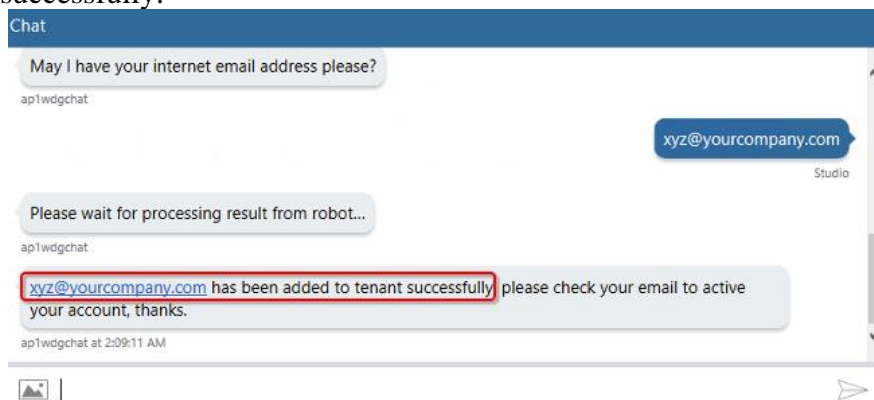 successfully.
Chat
May I have your internet email address please?
ap1wdgchat
xyz@yourcompany.com
Studio
Please wait for processing result from robot...
ap1wdgchat
xyz@yourcompany.com has been added to tenant successfully, please check your email to active
your account, thanks.
ap1wdgchat at 2:09:11 AM